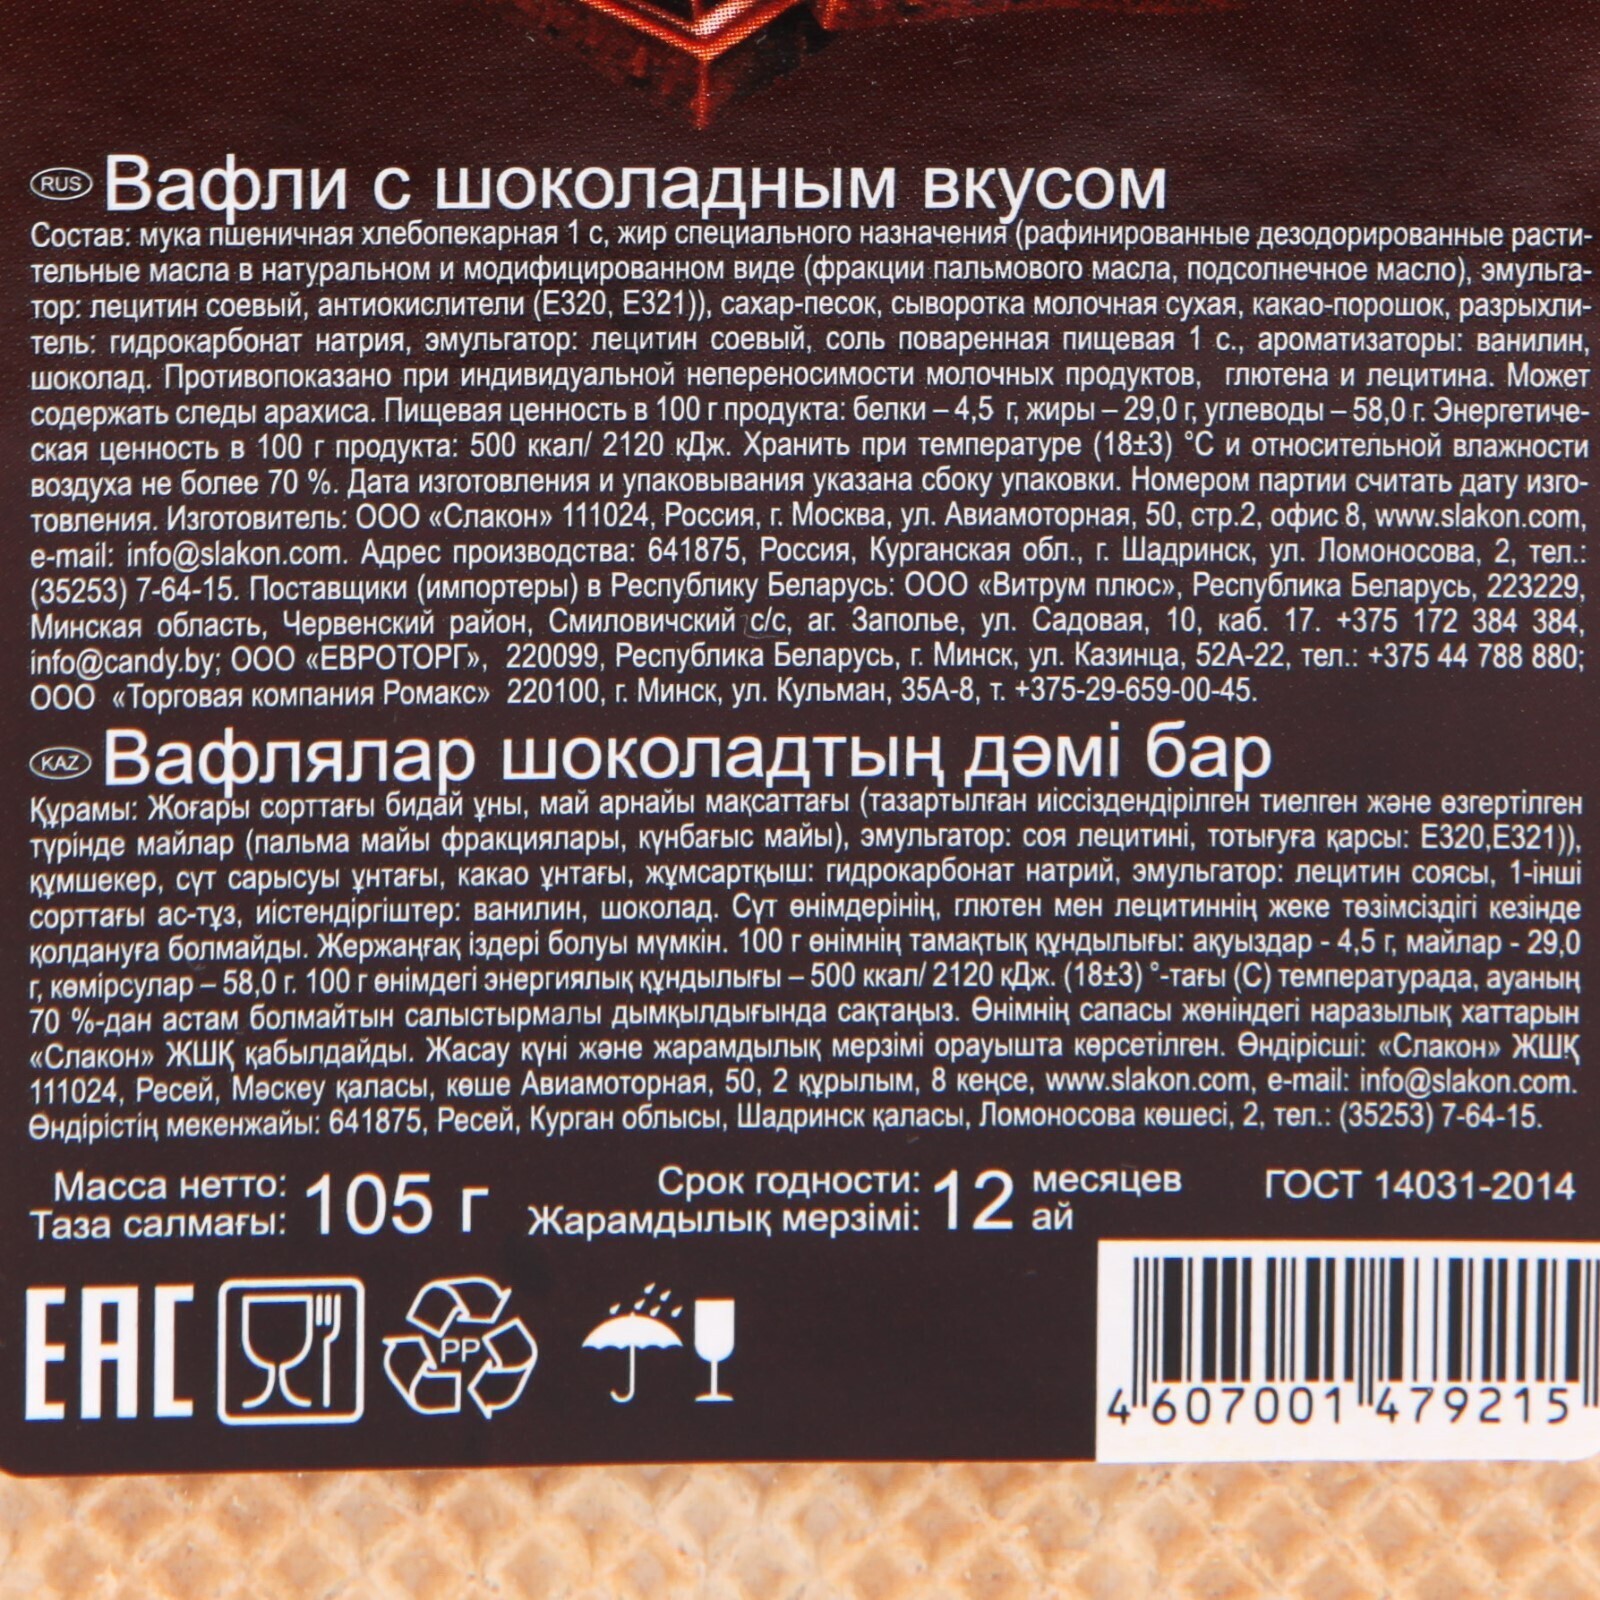 RUS Вафли с шоколадным вкусом
Состав: мука пшеничная хлебопекарная 1 с, жир специального назначения (рафинированные дезодорированные расти-
тельные масла в натуральном и модифицированном виде (фракции пальмового масла, подсолнечное масло), эмульга-
тор: лецитин соевый, антиокислители (Е320, Е321)), сахар-песок, сыворотка молочная сухая, какао-порошок, разрыхли-
тель: гидрокарбонат натрия, эмульгатор: лецитин соевый, соль поваренная пищевая 1 с., ароматизаторы: ванилин,
шоколад. Противопоказано при индивидуальной непереносимости молочных продуктов, глютена и лецитина. Может
содержать следы арахиса. Пищевая ценность в 100 г продукта: белки – 4,5 г, жиры – 29,0 г, углеводы – 58,0 г. Энергетиче-
ская ценность в 100 г продукта: 500 ккал/ 2120 кДж. Хранить при температуре (18±3) °С и относительной влажности
воздуха не более 70 %. Дата изготовления и упаковывания указана сбоку упаковки. Номером партии считать дату изго-
товления. Изготовитель: ООО «Слакон» 111024, Россия, г. Москва, ул. Авиамоторная, 50, стр.2, офис 8, www.slakon.com,
e-mail: info@slakon.com. Адрес производства: 641875, Россия, Курганская обл., г. Шадринск, ул. Ломоносова, 2, тел.:
(35253) 7-64-15. Поставщики (импортеры) в Республику Беларусь: ООО «Витрум плюс», Республика Беларусь, 223229,
Минская область, Червенский район, Смиловичский с/с, аг. Заполье, ул. Садовая, 10, каб. 17. +375 172 384 384,
info@candy.by; ООО «ЕВРОТОРГ», 220099, Республика Беларусь, г. Минск, ул. Казинца, 52А-22, тел.: +375 44 788 880;
ООО «Торговая компания Ромакс» 220100, г. Минск, ул. Кульман, 35А-8, т. +375-29-659-00-45.
KAZ Вафлялар шоколадтың дәмі бар
Құрамы: Жоғары сорттағы бидай ұны, май арнайы мақсаттағы (тазартылған иіссіздендірілген тиелген және өзгертілген
түрінде майлар (пальма майы фракциялары, күнбағыс майы), эмульгатор: соя лецитині, тотығуға қарсы: Е320,Е321)),
құмшекер, сүт сарысуы ұнтағы, какао ұнтағы, жұмсартқыш: гидрокарбонат натрий, эмульгатор: лецитин соясы, 1-інші
сорттағы ас-тұз, иістендіргіштер: ванилин, шоколад. Сүт өнімдерінің, глютен мен лецитиннің жеке төзімсіздігі кезінде
қолдануға болмайды. Жержаңғақ іздері болуы мүмкін. 100 г өнімнің тамақтық құндылығы: ақуыздар - 4,5 г, майлар - 29,0
г, көмірсулар – 58,0 г. 100 г өнімдегі энергиялық құндылығы – 500 ккал/ 2120 кДж. (18±3) °-тағы (С) температурада, ауаның
70 %-дан астам болмайтын салыстырмалы дымқылдығында сақтаңыз. Өнімнің сапасы жөніндегі наразылық хаттарын
«Слакон» ЖШҚ қабылдайды. Жасау күні және жарамдылық мерзімі орауышта көрсетілген. Өндірісші: «Слакон» ЖШҚ
111024, Ресей, Мәскеу қаласы, көше Авиамоторная, 50, 2 құрылым, 8 кеңсе, www.slakon.com, e-mail: info@slakon.com.
Өндірістің мекенжайы: 641875, Ресей, Курган облысы, Шадринск қаласы, Ломоносова көшесі, 2, тел.: (35253) 7-64-15.
Масса нетто: 105 г Срок годности: 12 месяцев ГОСТ 14031-2014
Таза салмағы: Жарамдылық мерзімі: ай
ЕАС PP
4 607001 479215